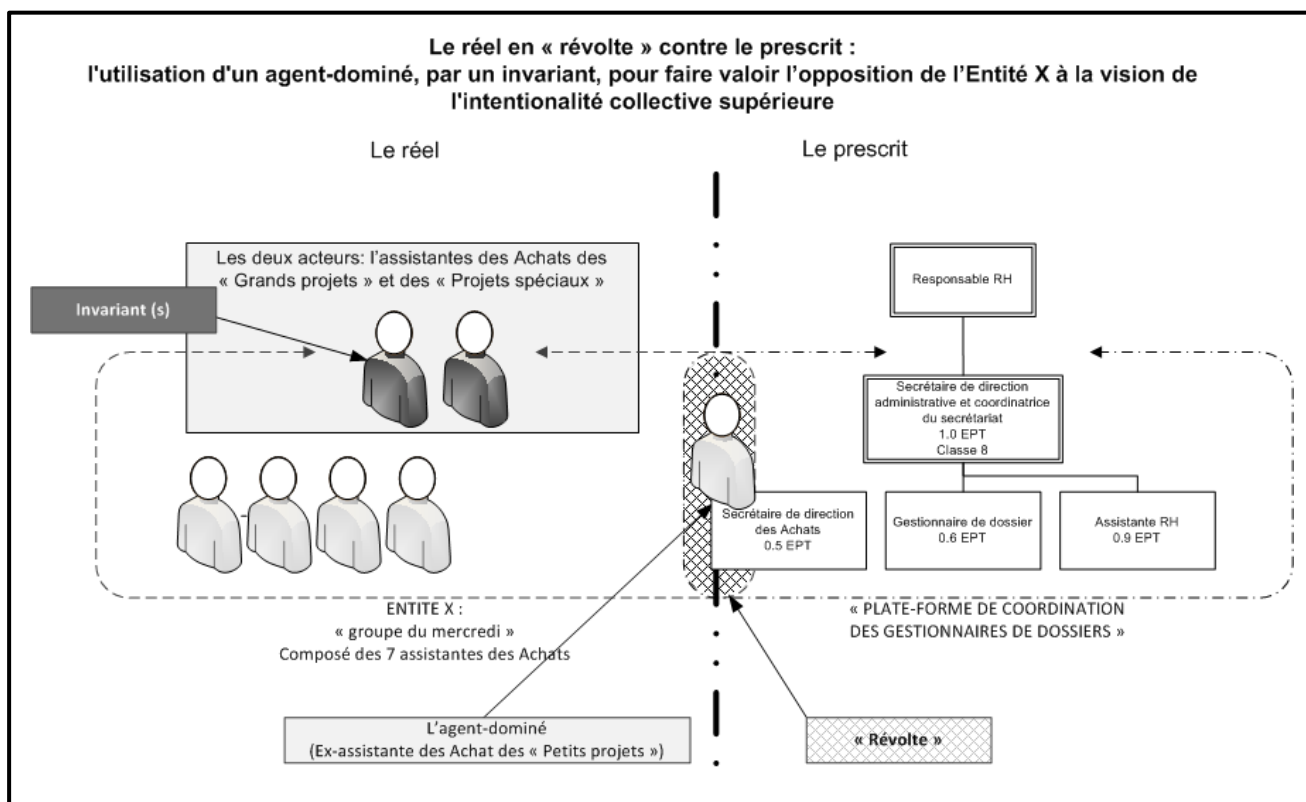 Le réel en « révolte » contre le prescrit :
l'utilisation d'un agent-dominé, par un invariant, pour faire valoir l'opposition de l'Entité X à la vision de
l'intentionalité collective supérieure
Le réel
Le prescrit
Les deux acteurs: l'assistantes des Achats des
« Grands projets » et des « Projets spéciaux »
Invariant (s)
Responsable RH
Secrétaire de direction
administrative et coordinatrice
du secrétariat
1.0 EPT
Classe 8
Secrétaire de direction
des Achats
0.5 EPT
Gestionnaire de dossier
0.6 EPT
Assistante RH
0.9 EPT
ENTITE X :
« groupe du mercredi »
Composé des 7 assistantes des Achats
« PLATE-FORME DE COORDINATION
DES GESTIONNAIRES DE DOSSIERS »
L'agent-dominé
(Ex-assistante des Achat des « Petits projets »)
« Révolte »